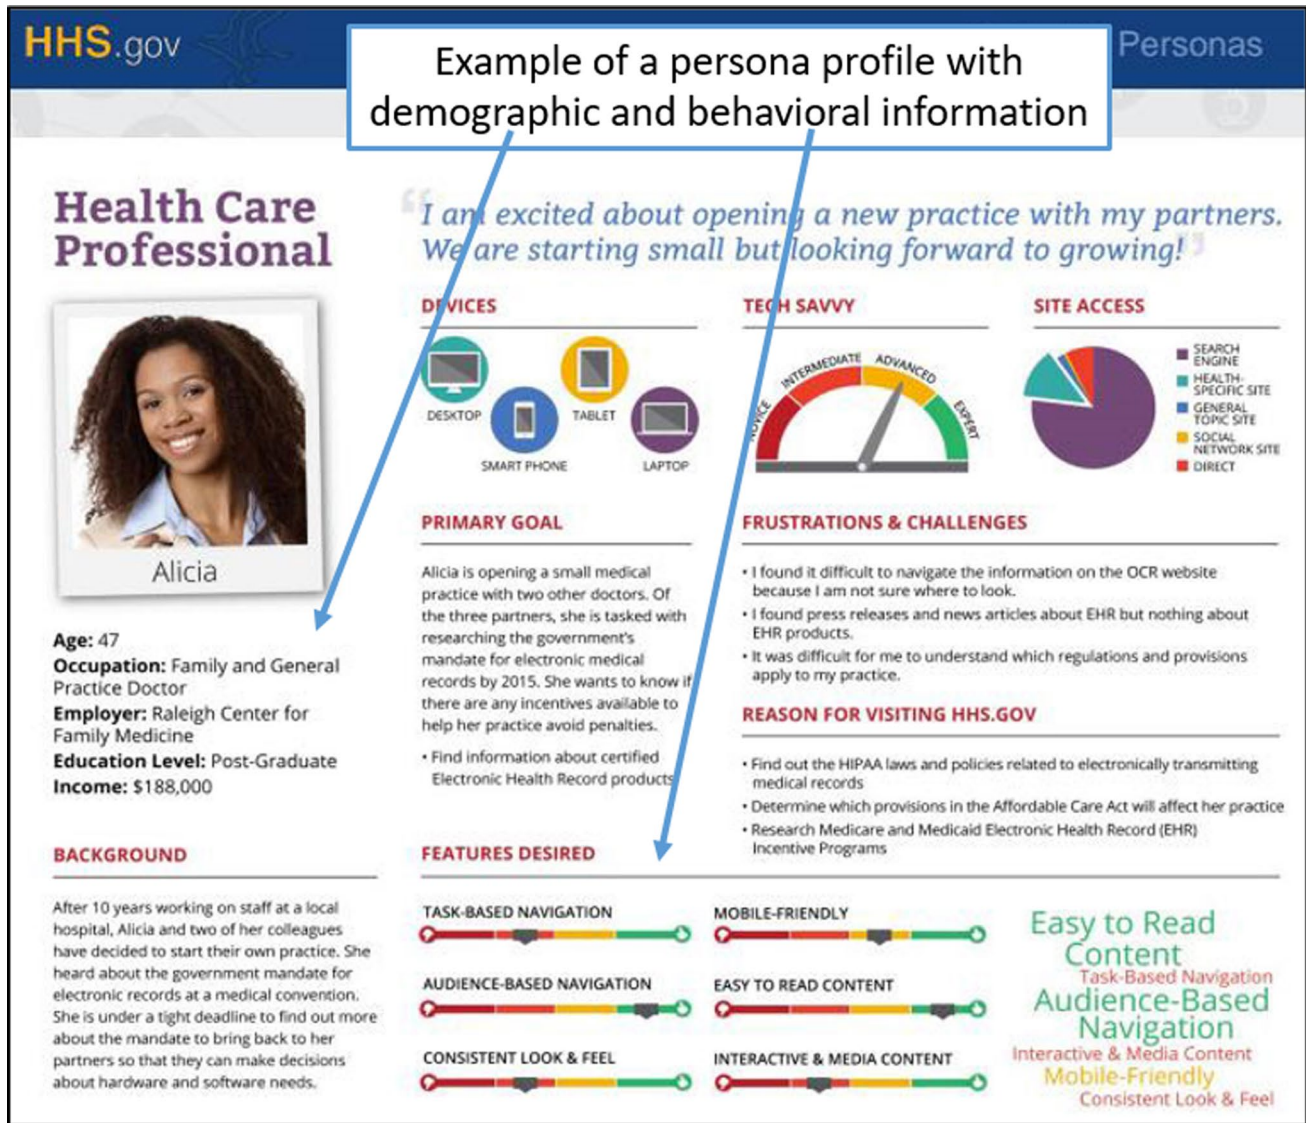 HHS.gov
Personas
Example of a persona profile with
demographic and behavioral information
Health Care
Professional
Alicia
Age: 47
Occupation: Family and General
Practice Doctor
Employer: Raleigh Center for
Family Medicine
Education Level: Post-Graduate
Income: $188,000
BACKGROUND
After 10 years working on staff at a local
hospital, Alicia and two of her colleagues
have decided to start their own practice. She
heard about the government mandate for
electronic records at a medical convention.
She is under a tight deadline to find out more
about the mandate to bring back to her
partners so that they can make decisions
about hardware and software needs.
“I am excited about opening a new practice with my partners.
We are starting small but looking forward to growing!”
DEVICES
DESKTOP
SMART PHONE
TABLET
LAPTOP
TECH SAVVY
NOVICE
INTERMEDIATE
ADVANCED
EXPERT
SITE ACCESS
SEARCH
ENGINE
HEALTH-
SPECIFIC SITE
GENERAL
TOPIC SITE
SOCIAL
NETWORK SITE
DIRECT
PRIMARY GOAL
Alicia is opening a small medical
practice with two other doctors. Of
the three partners, she is tasked with
researching the government's
mandate for electronic medical
records by 2015. She wants to know if
there are any incentives available to
help her practice avoid penalties.
• Find information about certified
Electronic Health Record products
FRUSTRATIONS & CHALLENGES
• I found it difficult to navigate the information on the OCR website
because I am not sure where to look.
• I found press releases and news articles about EHR but nothing about
EHR products.
• It was difficult for me to understand which regulations and provisions
apply to my practice.
REASON FOR VISITING HHS.GOV
• Find out the HIPAA laws and policies related to electronically transmitting
medical records
• Determine which provisions in the Affordable Care Act will affect her practice
• Research Medicare and Medicaid Electronic Health Record (EHR)
Incentive Programs
FEATURES DESIRED
TASK-BASED NAVIGATION
MOBILE-FRIENDLY
AUDIENCE-BASED NAVIGATION
EASY TO READ CONTENT
CONSISTENT LOOK & FEEL
INTERACTIVE & MEDIA CONTENT
Easy to Read
Content
Task-Based Navigation
Audience-Based
Navigation
Interactive & Media Content
Mobile-Friendly
Consistent Look & Feel